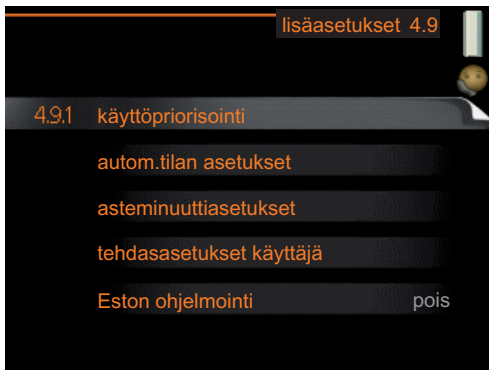 lisäasetukset 4.9
4.9.1 käyttöpriorisointi
autom.tilan asetukset
asteminuuttiasetukset
tehdasasetukset käyttäjä
Eston ohjelmointi pois